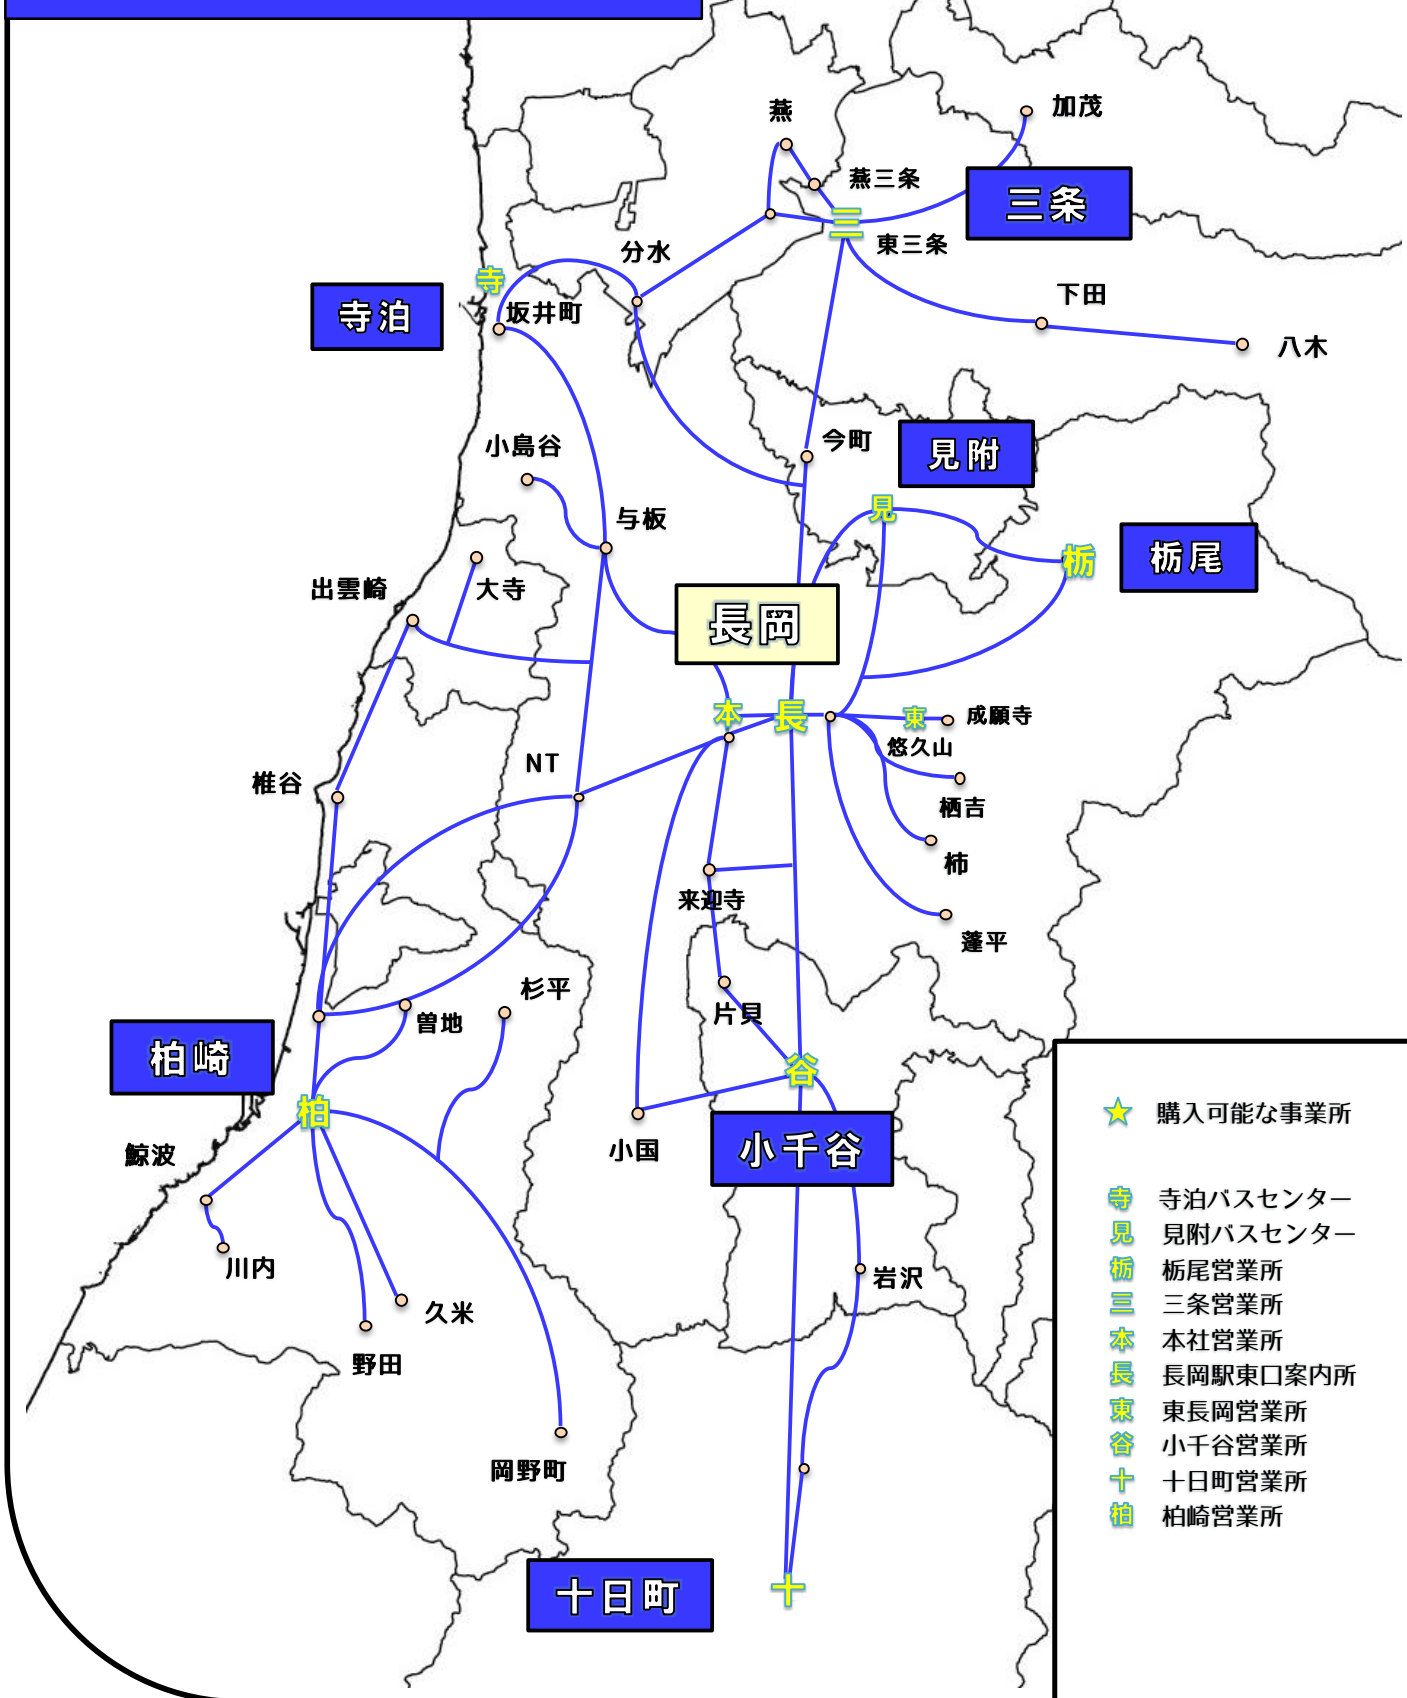 燕
加茂
燕三条
三条
三
東三条
分水
寺
下田
坂井町
寺泊
八木
今町
見附
小島谷
見
与板
栃
栃尾
大寺
出雲崎
長岡
本
長
東
成願寺
悠久山
NT
椎谷
栖吉
柿
来迎寺
蓬平
杉平
片貝
曽地
柏崎
谷
柏
小国
小千谷
鯨波
川内
岩沢
久米
野田
岡野町
十日町
十
★ 購入可能な事業所
寺 寺泊バスセンター
見 見附バスセンター
栃 栃尾営業所
三 三条営業所
本 本社営業所
長 長岡駅東口案内所
東 東長岡営業所
谷 小千谷営業所
十 十日町営業所
柏 柏崎営業所